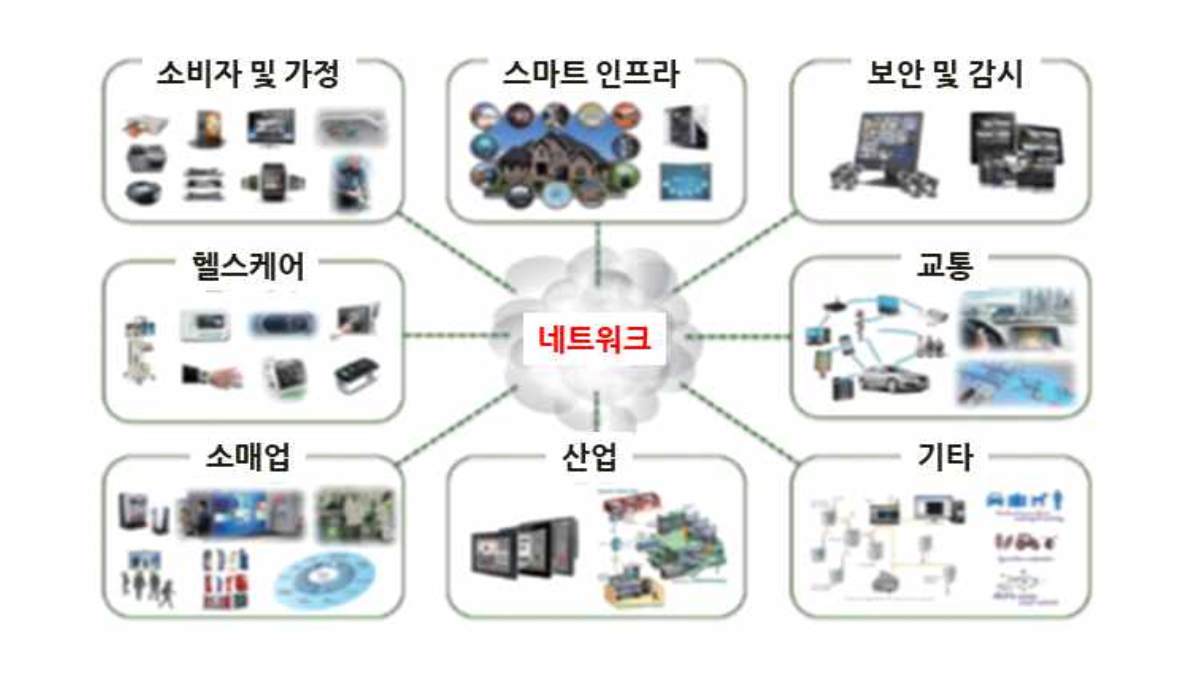 소비자 및 가정
스마트 인프라
보안 및 감시
헬스케어
네트워크
교통
소매업
산업
기타